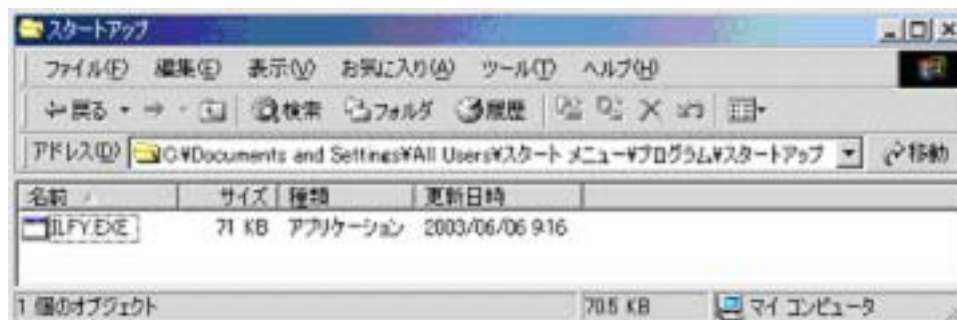 スタートアップ
ファイル(F) 編集(E) 表示(V) お気に入り(A) ツール(T) ヘルプ(H)
戻る 検索 フォルダ 履歴
アドレス(D) C:¥Documents and Settings¥All Users¥スタート メニュー¥プログラム¥スタートアップ 移動
名前 サイズ 種類 更新日時
71 KB アプリケーション 2003/06/06 9:16
1 個のオブジェクト 70.5 KB マイ コンピュータ